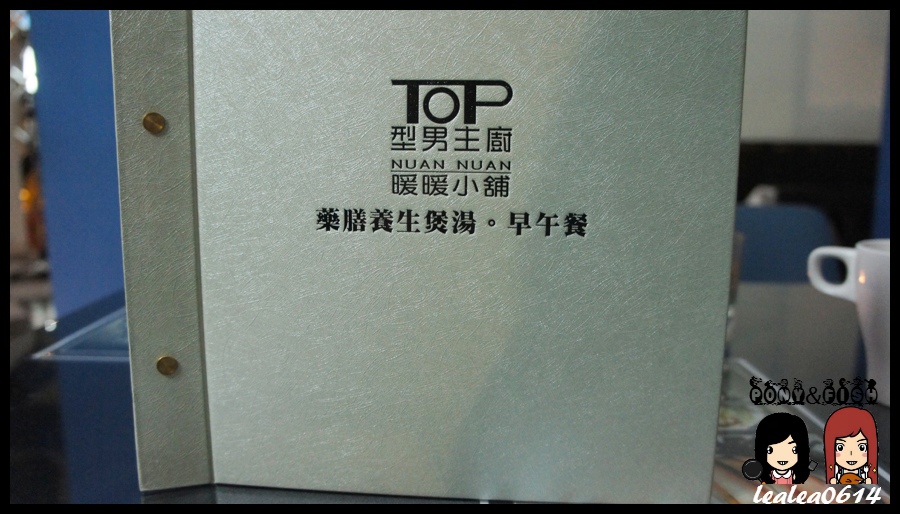 TOP
型男主廚
NUAN NUAN
暖暖小舖
藥膳養生煲湯。早午餐
PONY&FISH
lealea0614